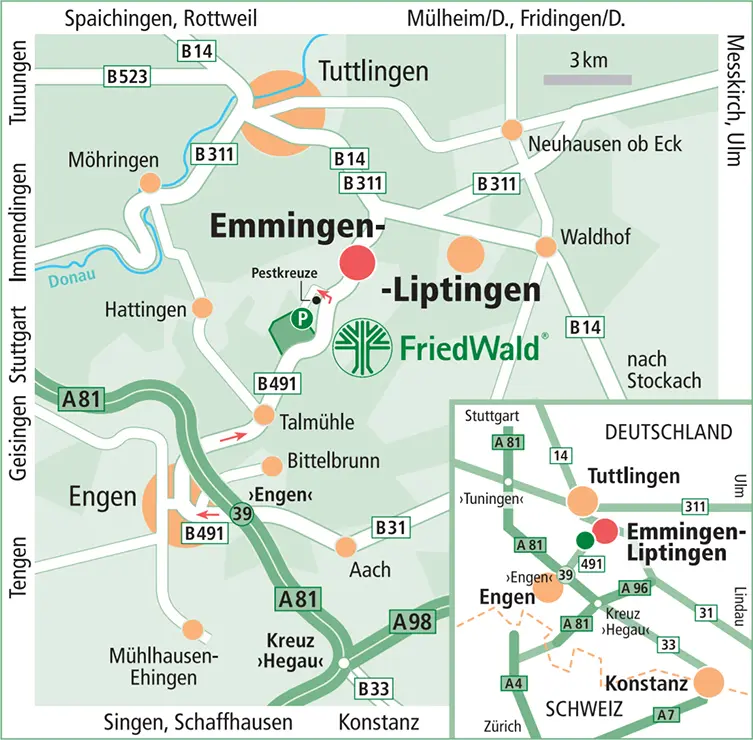 Spaichingen, Rottweil
Mülheim/D., Fridingen/D.
Tunungen
Immendingen
Stuttgart
Geisingen
Tengen
Messkirch, Ulm
B14
B523
Tuttlingen
3 km
Möhringen
B311
B14
B311
Neuhausen ob Eck
B311
Emmingen-
-Liptingen
Waldhof
Donau
Pestkreuze
P
Hattingen
FriedWald®
B14
nach
Stockach
A81
B491
Talmühle
Bittelbrunn
Engen
›Engen‹
39
B491
B31
Aach
A81
A98
Kreuz
›Hegau‹
Mühlhausen-
Ehingen
B33
Singen, Schaffhausen
Konstanz
Stuttgart
A 81
14
DEUTSCHLAND
Tuttlingen
›Tuningen‹
311
Ulm
A 81
Emmingen-
Liptingen
491
›Engen‹
39
Engen
A 96
Kreuz
›Hegau‹
31
Lindau
A 81
33
A4
Konstanz
SCHWEIZ
A7
Zürich